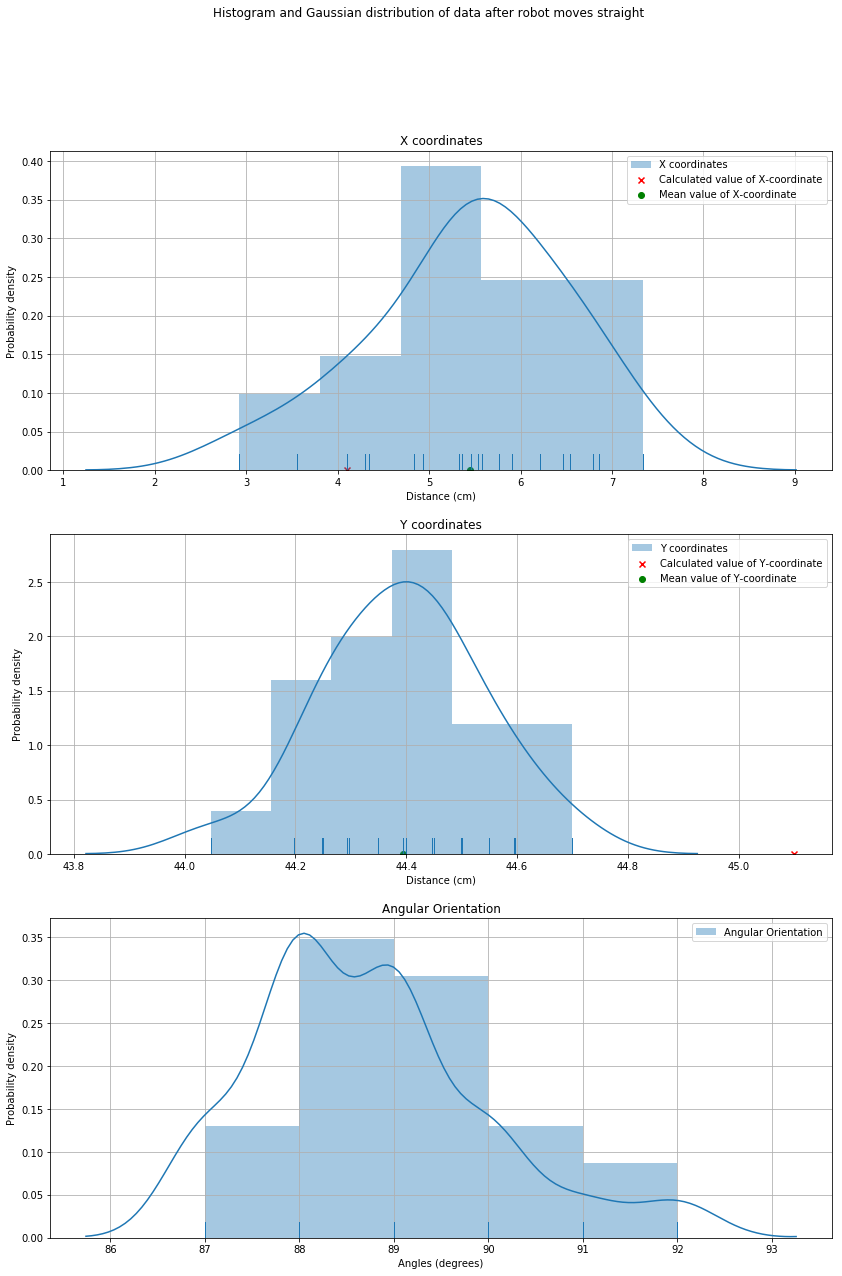 Histogram and Gaussian distribution of data after robot moves straight
X coordinates
0.40
0.35
0.30
0.25
0.20
0.15
0.10
0.05
0.00
Probability density
X coordinates
Calculated value of X-coordinate
Mean value of X-coordinate
1 2 3 4 5 6 7 8 9
Distance (cm)
Y coordinates
2.5
2.0
1.5
1.0
0.5
0.0
Probability density
Y coordinates
Calculated value of Y-coordinate
Mean value of Y-coordinate
43.8 44.0 44.2 44.4 44.6 44.8 45.0
Distance (cm)
Angular Orientation
0.35
0.30
0.25
0.20
0.15
0.10
0.05
0.00
Probability density
Angular Orientation
86 87 88 89 90 91 92 93
Angles (degrees)